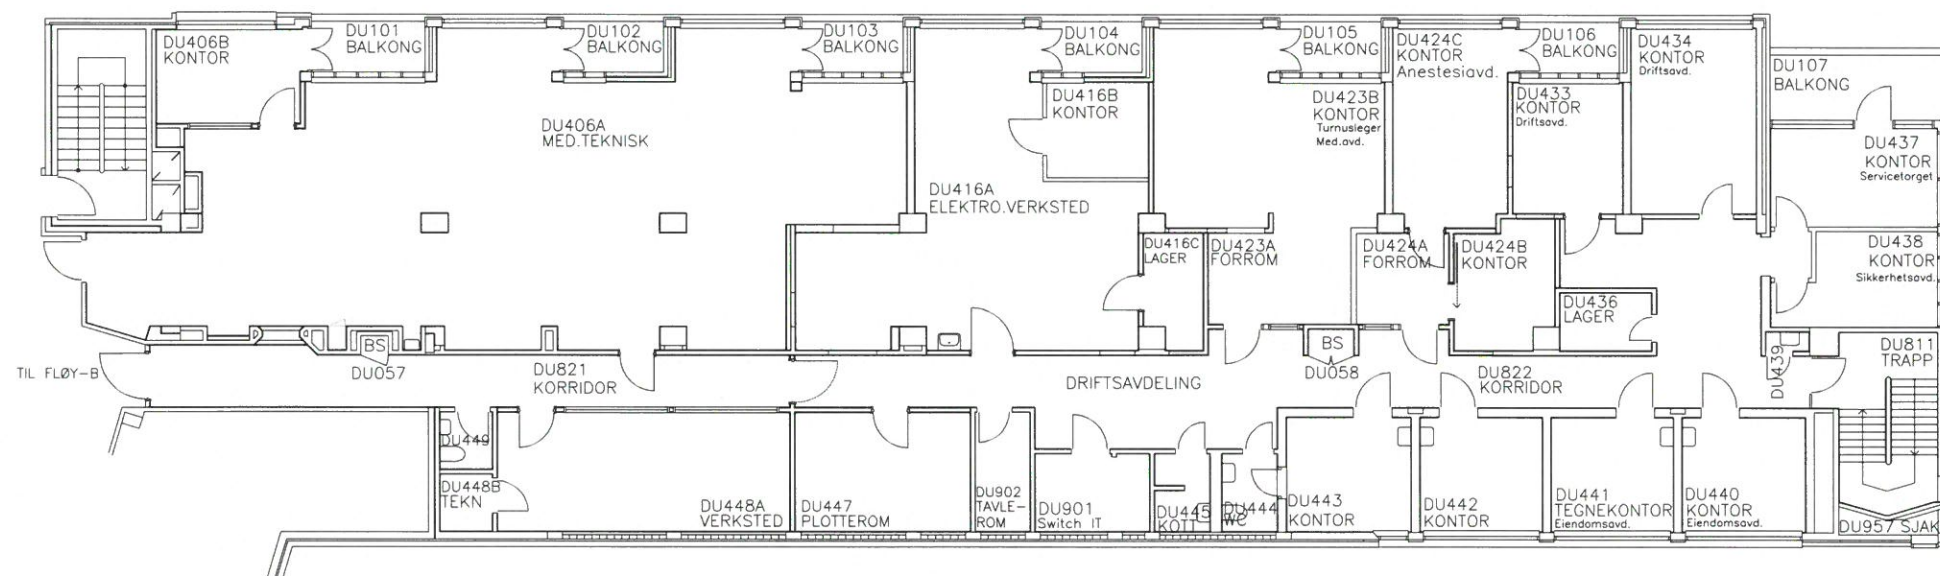 DU406B
KONTOR
DU101
BALKONG
DU102
BALKONG
DU103
BALKONG
DU104
BALKONG
DU105
BALKONG
DU424C
KONTOR
Anestesiavd.
DU106
BALKONG
DU434
KONTOR
Driftsavd.
DU107
BALKONG
DU406A
MED.TEKNISK
DU416B
KONTOR
DU423B
KONTOR
Turnusleger
Med.avd.
DU433
KONTOR
Driftsavd.
DU437
KONTOR
Servicetorget
DU416A
ELEKTRO.VERKSTED
DU416C
LAGER
DU423A
FORROM
DU424A
FORROM
DU424B
KONTOR
DU438
KONTOR
Sikkerhetsavd.
DU436
LAGER
BS
DU057
BS
DU058
DU439
DU811
TRAPP
TIL FLØY-B
DU821
KORRIDOR
DRIFTSAVDELING
DU822
KORRIDOR
DU449
DU448B
TEKN
DU448A
VERKSTED
DU447
PLOTTEROM
DU902
TAVLE-
ROM
DU901
Switch IT
DU445
KOTT
DU444
WC
DU443
KONTOR
DU442
KONTOR
DU441
TEGNEKONTOR
Eiendomsavd.
DU440
KONTOR
Eiendomsavd.
DU957 SJAK